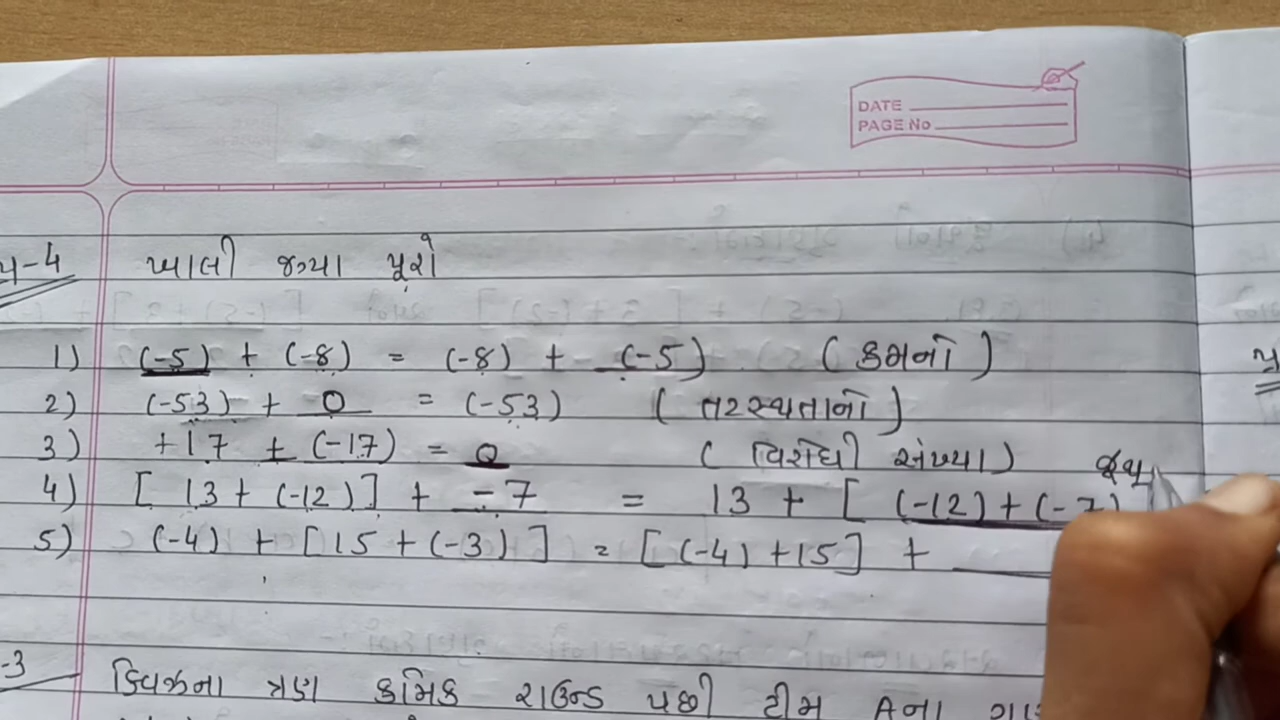 DATE
PAGE No
પ્ર-4 ખાલી જગ્યા પૂરો
1) (-5) + (-8) = (-8) + (-5) (ક્રમનો)
2) (-53) + 0 = (-53) (તટસ્થતાનો)
3) +17 + (-17) = 0 (વિરોધી સંખ્યા)
4) [ 13 + (-12)] + -7 = 13 + [ (-12) + (-7)
5) (-4) + [15 + (-3)] = [(-4) + 15] + ___
-3 ક્વિઝના ત્રણ ક્રમિક રાઉન્ડ પછી ટીમ Aના